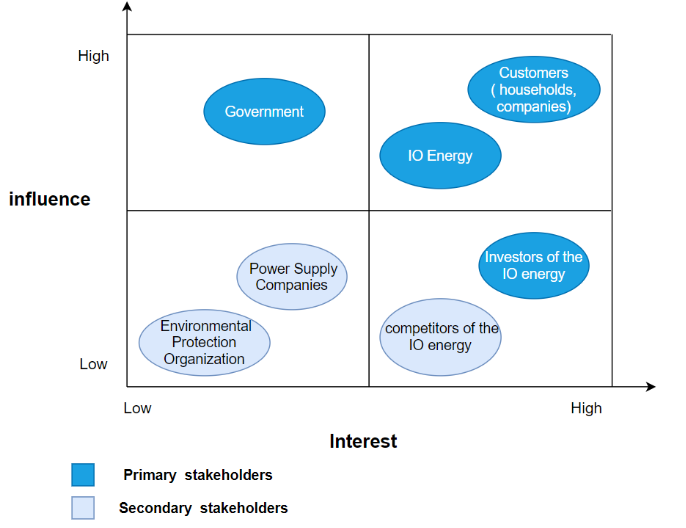 High
Government
Customers
( households,
companies)
IO Energy
influence
Power Supply
Companies
Investors of the
IO energy
Environmental
Protection
Organization
competitors of the
IO energy
Low
Low
High
Interest
Primary stakeholders
Secondary stakeholders